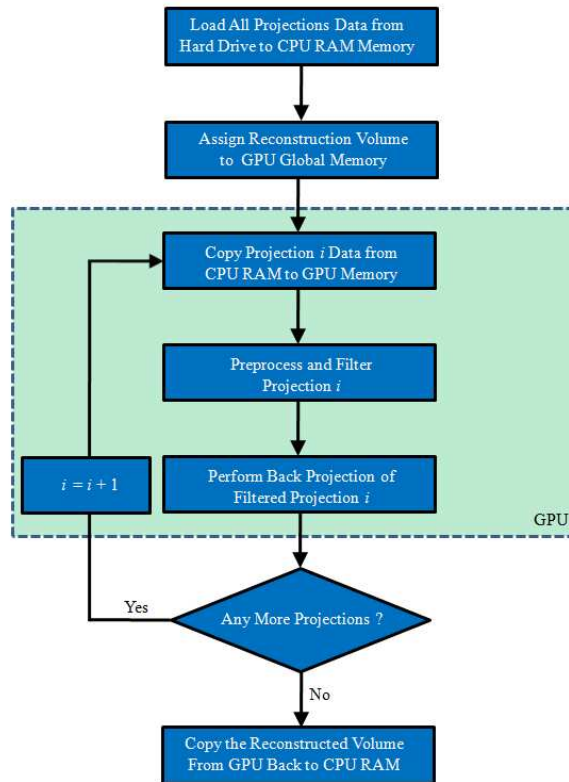 Load All Projections Data from
Hard Drive to CPU RAM Memory
Assign Reconstruction Volume
to GPU Global Memory
Copy Projection i Data from
CPU RAM to GPU Memory
Preprocess and Filter
Projection i
i = i + 1
Perform Back Projection of
Filtered Projection i
GPU
Yes
Any More Projections ?
No
Copy the Reconstructed Volume
From GPU Back to CPU RAM